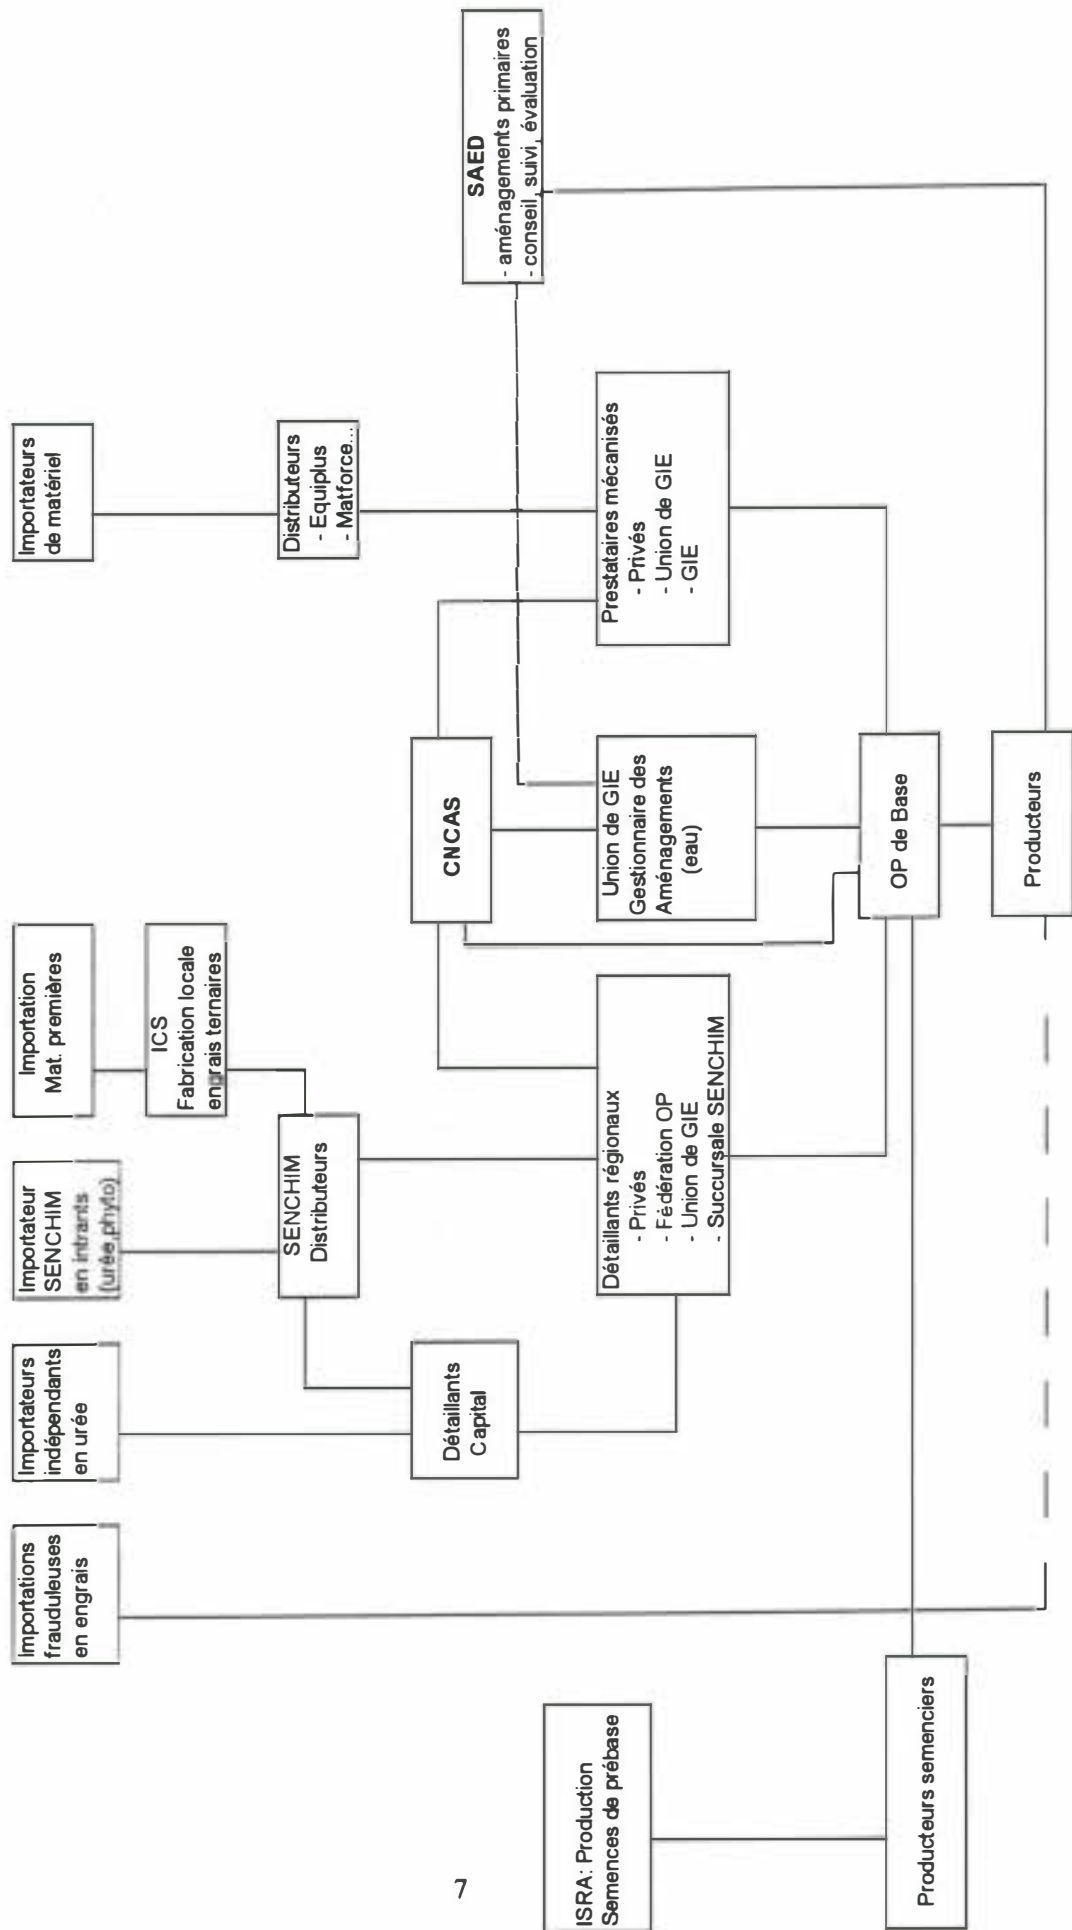 Importations
frauduleuses
en engrais
Importateurs
indépendants
en urée
Importateur
SENCHIM
en intrants
(urée,phyto)
Importation
Mat. premières
Importateurs
de matériel
ICS
Fabrication locale
engrais ternaires
SENCHIM
Distributeurs
Distributeurs
- Equiplus
- Matforce...
Détaillants
Capital
CNCAS
SAED
- aménagements primaires
- conseil, suivi, évaluation
ISRA: Production
Semences de prébase
Détaillants régionaux
- Privés
- Fédération OP
- Union de GIE
- Succursale SENCHIM
Union de GIE
Gestionnaire des
Aménagements
(eau)
Prestataires mécanisés
- Privés
- Union de GIE
- GIE
Producteurs semenciers
OP de Base
Producteurs
7